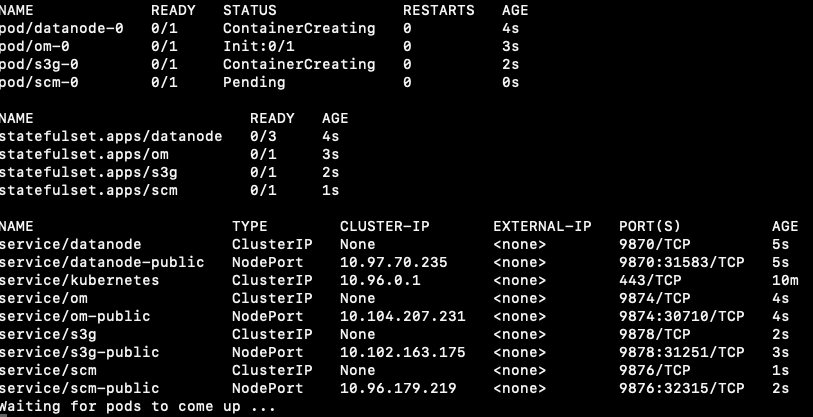 NAME READY STATUS RESTARTS AGE
pod/datanode-0 0/1 ContainerCreating 0 4s
pod/om-0 0/1 Init:0/1 0 3s
pod/s3g-0 0/1 ContainerCreating 0 2s
pod/scm-0 0/1 Pending 0 0s
NAME READY AGE
statefulset.apps/datanode 0/3 4s
statefulset.apps/om 0/1 3s
statefulset.apps/s3g 0/1 2s
statefulset.apps/scm 0/1 1s
NAME TYPE CLUSTER-IP EXTERNAL-IP PORT(S) AGE
service/datanode ClusterIP None <none> 9870/TCP 5s
service/datanode-public NodePort 10.97.70.235 <none> 9870:31583/TCP 5s
service/kubernetes ClusterIP 10.96.0.1 <none> 443/TCP 10m
service/om ClusterIP None <none> 9874/TCP 4s
service/om-public NodePort 10.104.207.231 <none> 9874:30710/TCP 4s
service/s3g ClusterIP None <none> 9878/TCP 2s
service/s3g-public NodePort 10.102.163.175 <none> 9878:31251/TCP 3s
service/scm ClusterIP None <none> 9876/TCP 1s
service/scm-public NodePort 10.96.179.219 <none> 9876:32315/TCP 2s
Waiting for pods to come up ...